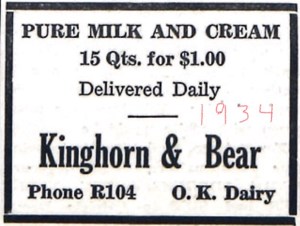 PURE MILK AND CREAM
15 Qts. for $1.00
Delivered Daily
1934
Kinghorn & Bear
Phone R104 O. K. Dairy